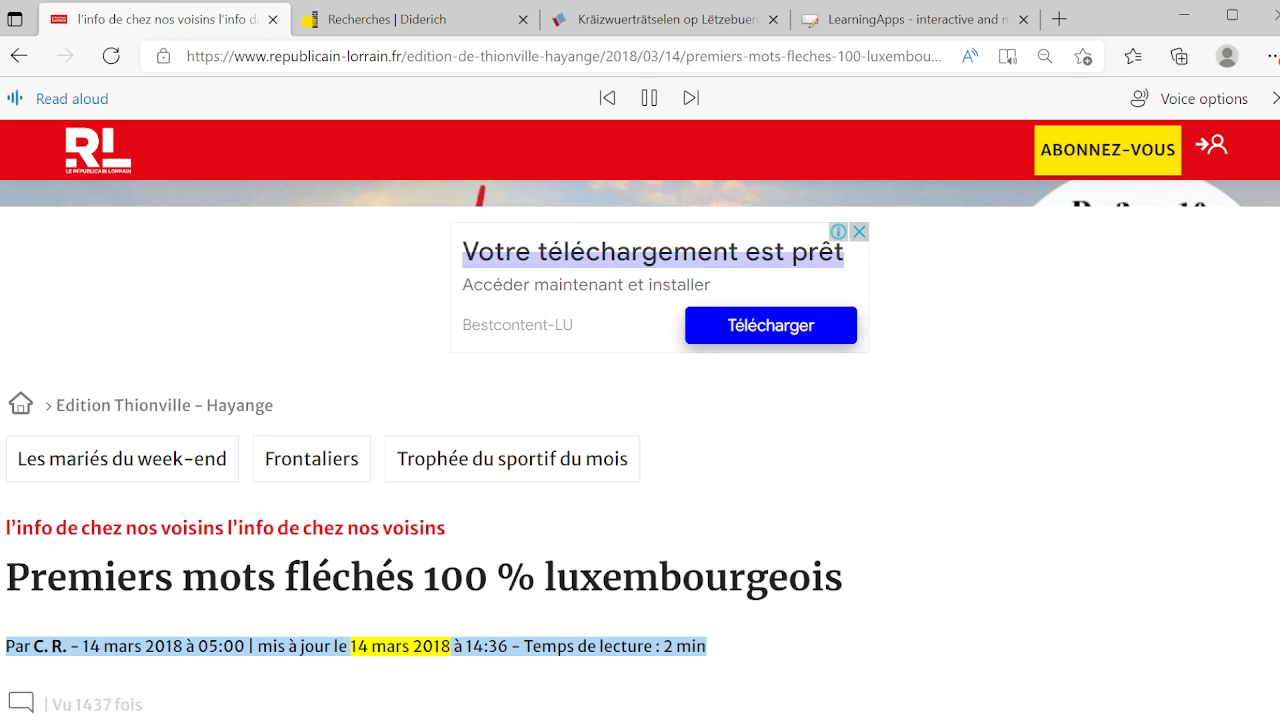 l'info de chez nos voisins l'info d
Recherches | Diderich
Kräizwuerträtselen op Lëtzebuerg
LearningApps - interactive and m
https://www.republicain-lorrain.fr/edition-de-thionville-hayange/2018/03/14/premiers-mots-fleches-100-luxembou...
Read aloud
Voice options
RL
LE RÉPUBLICAIN LORRAIN
ABONNEZ-VOUS
Votre téléchargement est prêt
Accéder maintenant et installer
Bestcontent-LU
Télécharger
> Edition Thionville - Hayange
Les mariés du week-end
Frontaliers
Trophée du sportif du mois
l'info de chez nos voisins l'info de chez nos voisins
Premiers mots fléchés 100 % luxembourgeois
Par C. R. - 14 mars 2018 à 05:00 | mis à jour le 14 mars 2018 à 14:36 - Temps de lecture : 2 min
| Vu 1437 fois